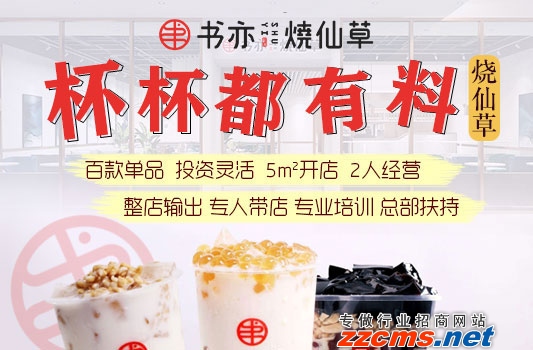 书亦 SHU YI 烧仙草
杯杯都有料
烧仙草
百款单品 投资灵活 5m²开店 2人经营
整店输出 专人带店 专业培训 总部扶持
专做行业招商网站
zzcms.net